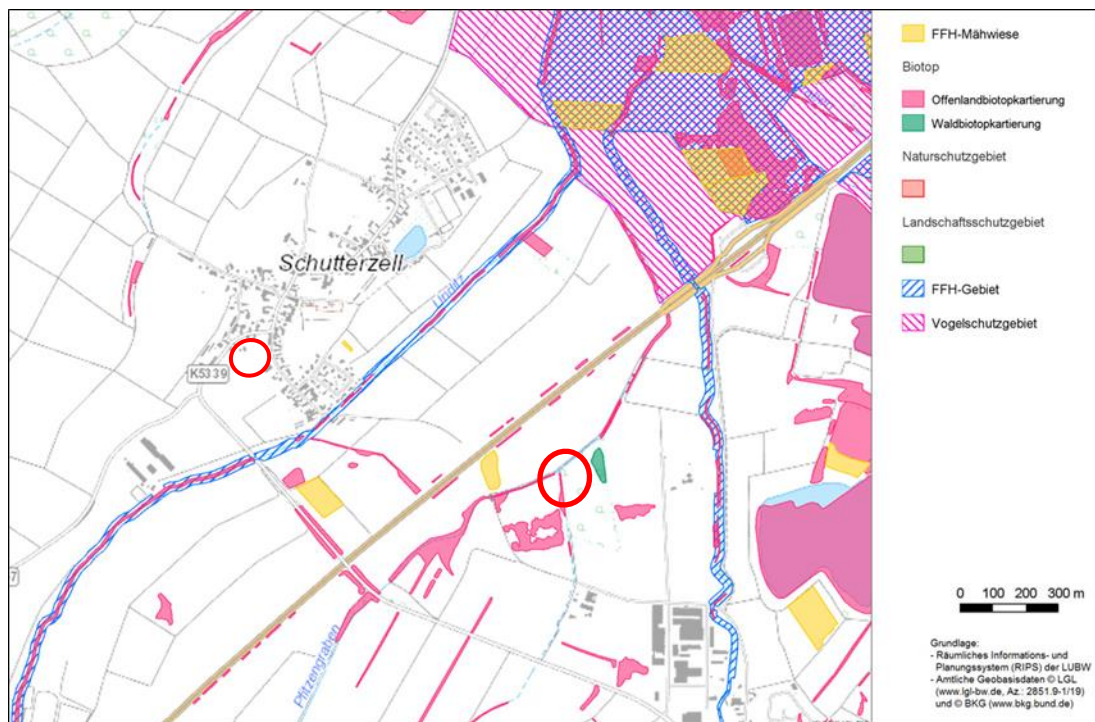 Schutterzell
Unditz
K5339
7
Pfitzengraben
FFH-Mähwiese
Biotop
Offenlandbiotopkartierung
Waldbiotopkartierung
Naturschutzgebiet
Landschaftsschutzgebiet
FFH-Gebiet
Vogelschutzgebiet
0 100 200 300 m
Grundlage:
- Räumliches Informations- und
Planungssystem (RIPS) der LUBW
- Amtliche Geobasisdaten © LGL
(www.lgl-bw.de, Az.: 2851.9-1/19)
und © BKG (www.bkg.bund.de)